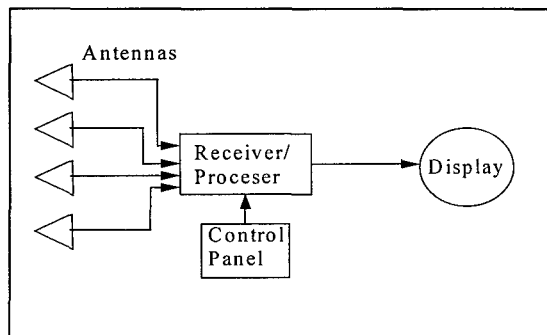 Antennas
Receiver/
Proceser
Display
Control
Panel